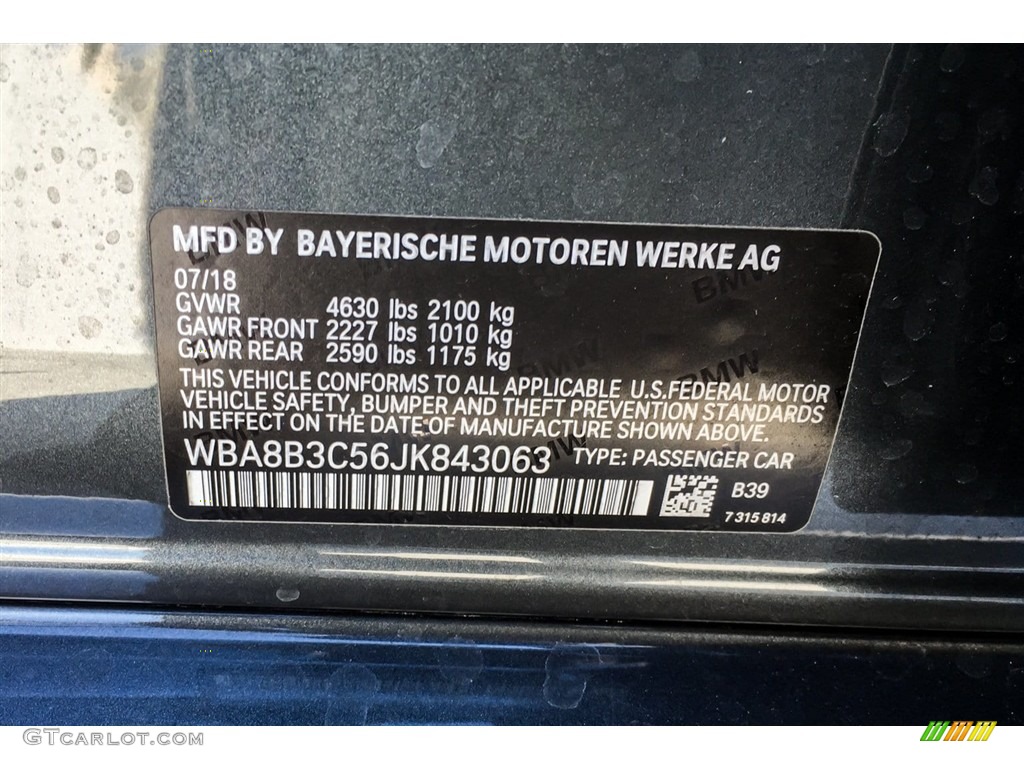 MFD BY BAYERISCHE MOTOREN WERKE AG
07/18
GVWR 4630 lbs 2100 kg
GAWR FRONT 2227 lbs 1010 kg
GAWR REAR 2590 lbs 1175 kg
THIS VEHICLE CONFORMS TO ALL APPLICABLE U.S.FEDERAL MOTOR
VEHICLE SAFETY, BUMPER AND THEFT PREVENTION STANDARDS
IN EFFECT ON THE DATE OF MANUFACTURE SHOWN ABOVE.
WBA8B3C56JK843063 TYPE: PASSENGER CAR
B39
7 315 814
BMW
BMW
BMW
GTCarLot.com